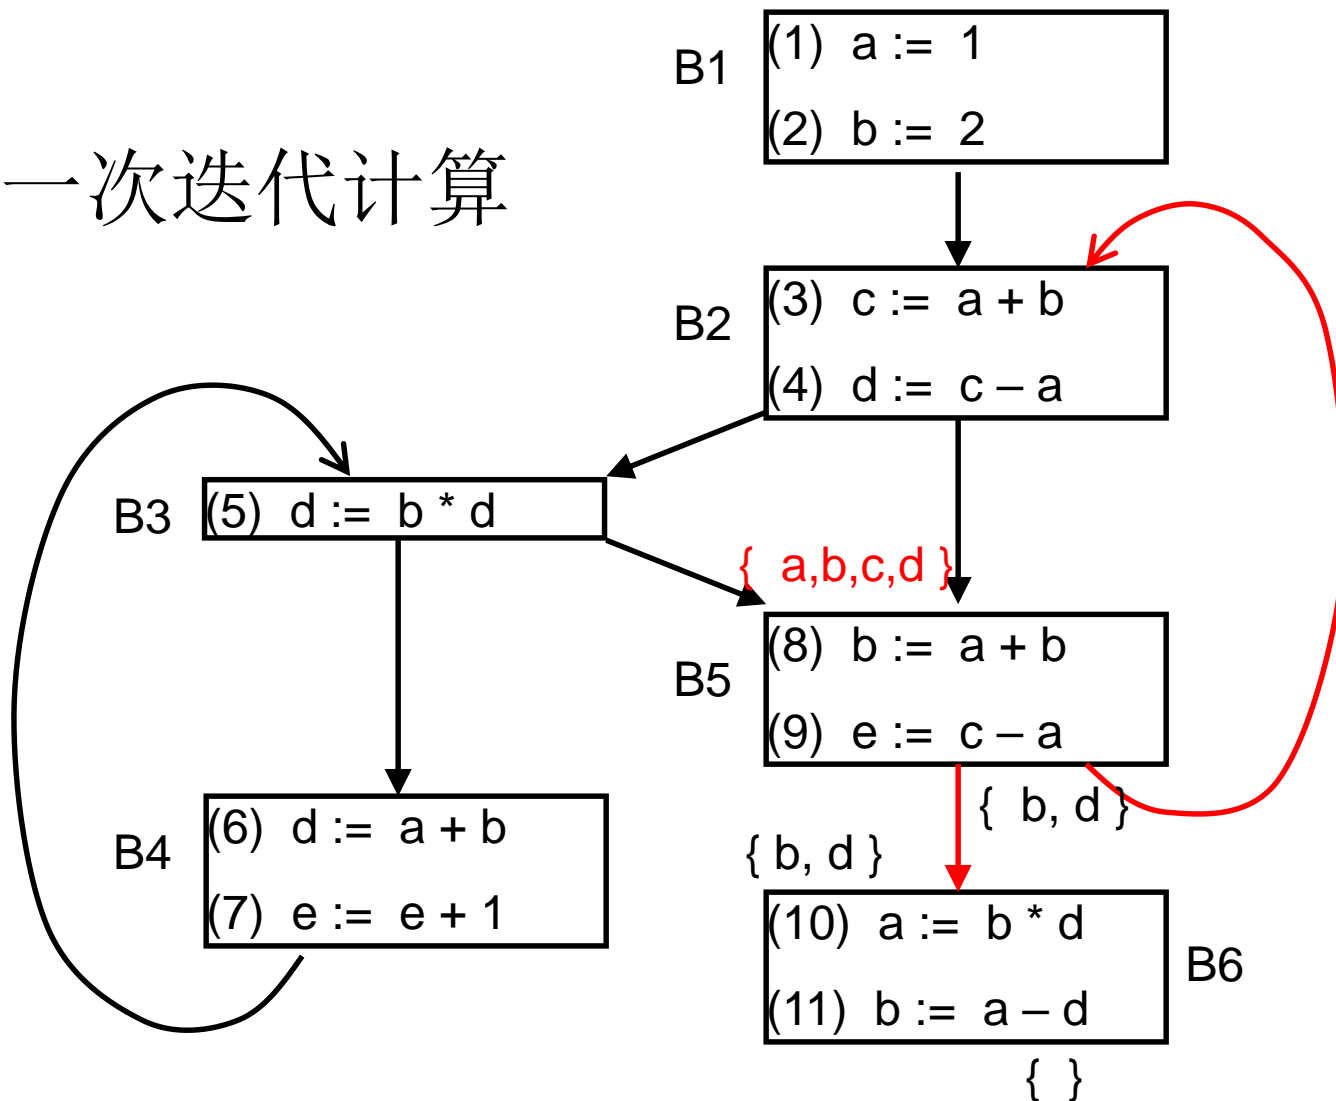 一次迭代计算
B1
(1) a := 1
(2) b := 2
B2
(3) c := a + b
(4) d := c – a
B3
(5) d := b * d
{ a,b,c,d }
B5
(8) b := a + b
(9) e := c – a
{ b, d }
{ b, d }
B4
(6) d := a + b
(7) e := e + 1
(10) a := b * d
(11) b := a – d
B6
{ }